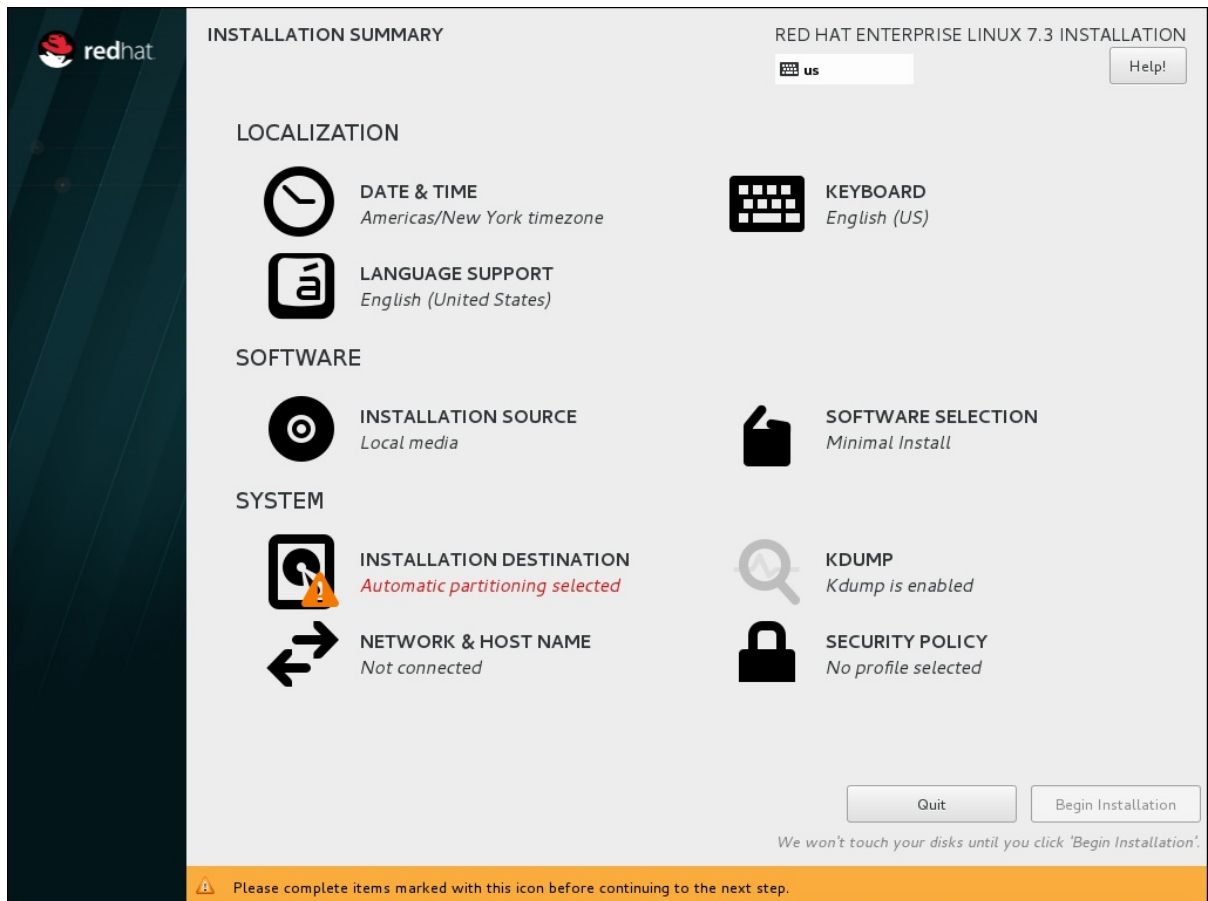 redhat
INSTALLATION SUMMARY
RED HAT ENTERPRISE LINUX 7.3 INSTALLATION
us
Help!
LOCALIZATION
DATE & TIME
Americas/New York timezone
KEYBOARD
English (US)
á
LANGUAGE SUPPORT
English (United States)
SOFTWARE
INSTALLATION SOURCE
Local media
SOFTWARE SELECTION
Minimal Install
SYSTEM
INSTALLATION DESTINATION
Automatic partitioning selected
KDUMP
Kdump is enabled
NETWORK & HOST NAME
Not connected
SECURITY POLICY
No profile selected
Quit
Begin Installation
We won't touch your disks until you click 'Begin Installation'.
Please complete items marked with this icon before continuing to the next step.